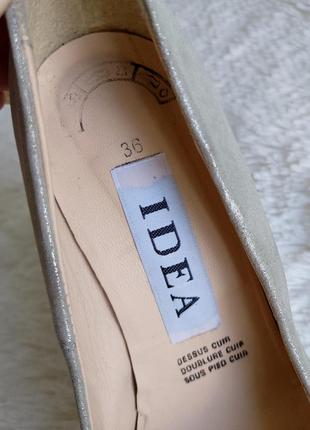 36
IDEA
DESSUS CUIR
DOUBLURE CUIR
SOUS PIED CUIR